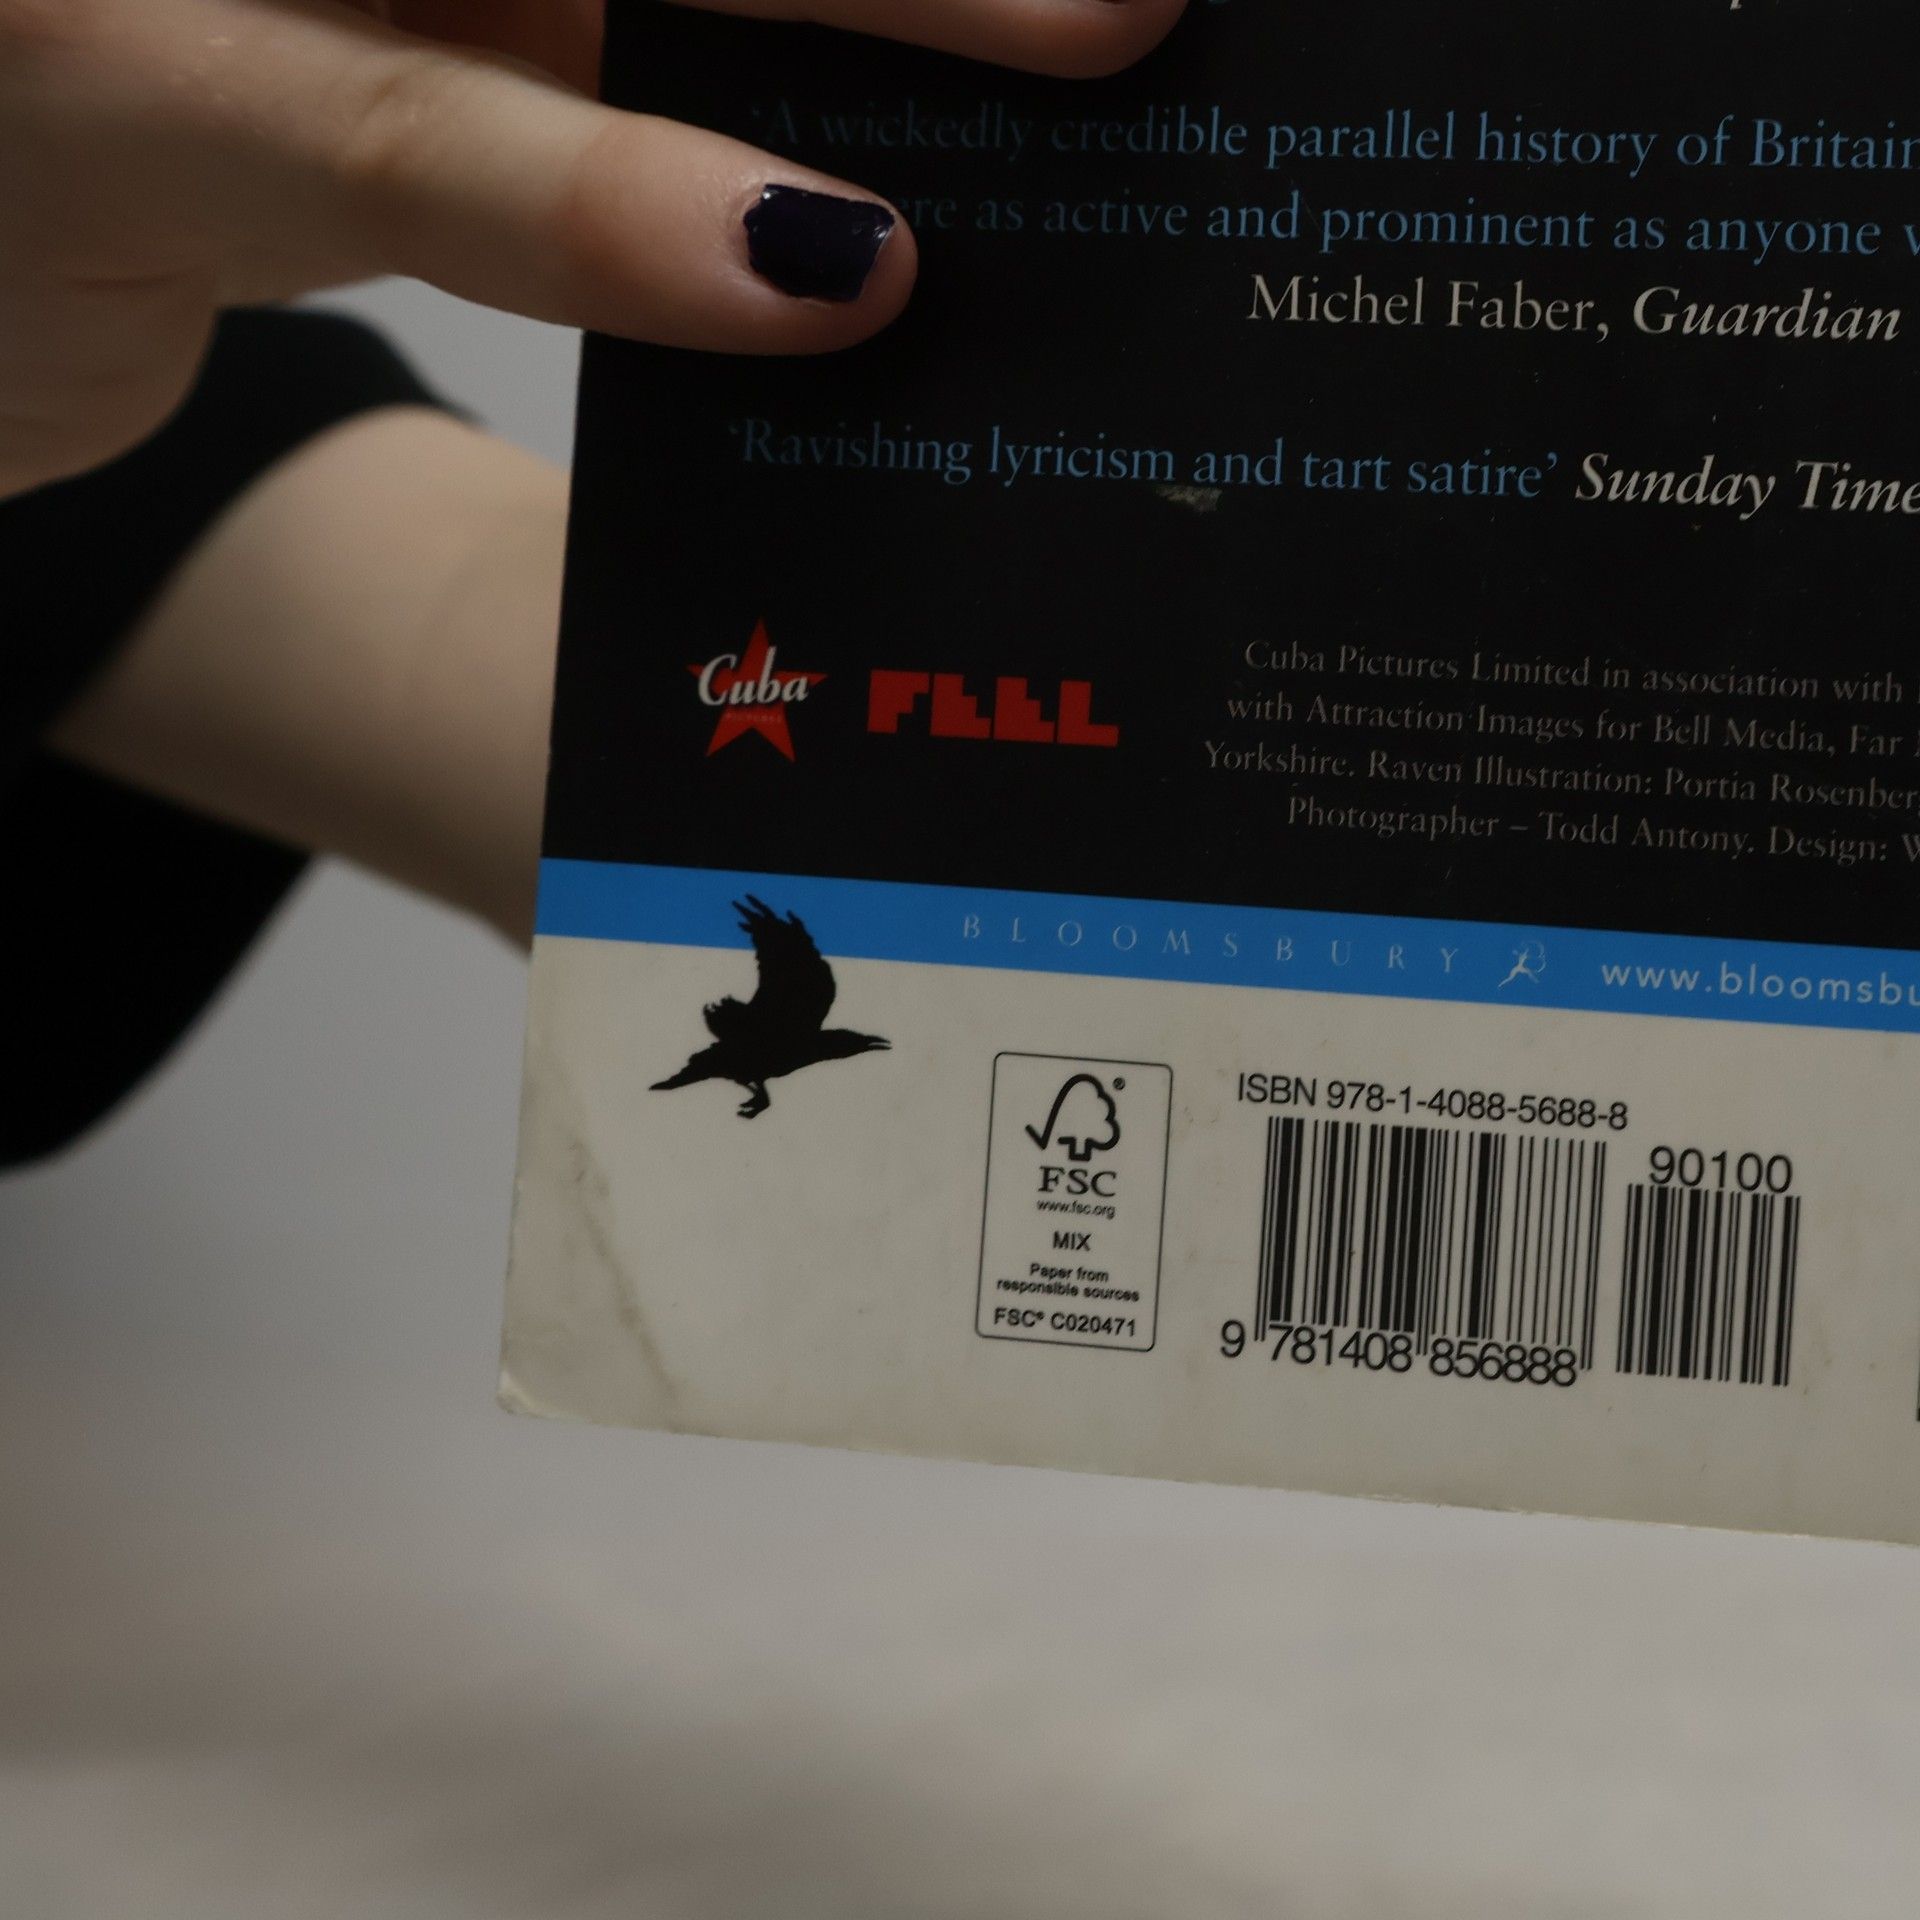 'A wickedly credible parallel history of Britain
as active and prominent as anyone
Michel Faber, Guardian
'Ravishing lyricism and tart satire' Sunday Time
Cuba
PICTURES
FEEL
Cuba Pictures Limited in association with
with Attraction Images for Bell Media, Far
Yorkshire. Raven Illustration: Portia Rosenber
Photographer – Todd Antony. Design:
BLOOMSBURY www.bloomsbu
FSC
www.fsc.org
MIX
Paper from
responsible sources
FSC® C020471
ISBN 978-1-4088-5688-8
90100
9 781408 856888